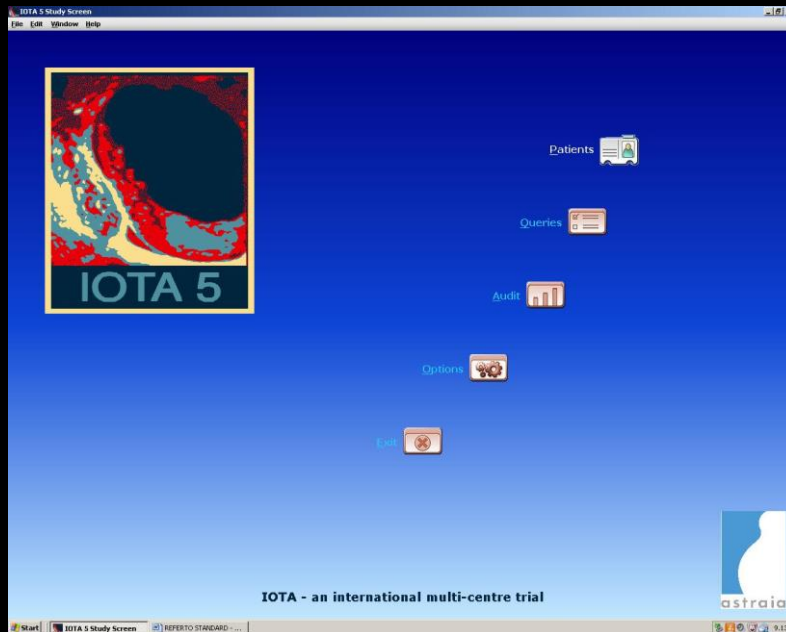 IOTA 5 Study Screen
File Edit Window Help
IOTA 5
Patients
Queries
Audit
Options
Exit
IOTA - an international multi-centre trial
astraia
Start IOTA 5 Study Screen REFERTO STANDARD - ...